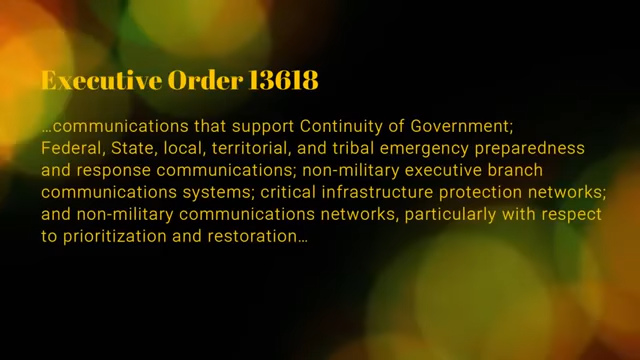 Executive Order 13618
…communications that support Continuity of Government;
Federal, State, local, territorial, and tribal emergency preparedness
and response communications; non-military executive branch
communications systems; critical infrastructure protection networks;
and non-military communications networks, particularly with respect
to prioritization and restoration…